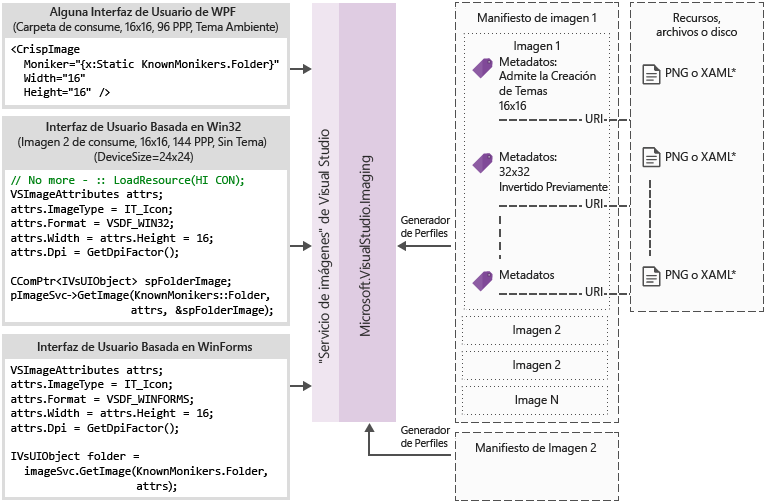 Alguna Interfaz de Usuario de WPF
(Carpeta de consume, 16x16, 96 PPP, Tema Ambiente)
<CrispImage
Moniker="{x:Static KnownMonikers.Folder}"
Width="16"
Height="16" />
Interfaz de Usuario Basada en Win32
(Imagen 2 de consume, 16x16, 144 PPP, Sin Tema)
(DeviceSize=24x24)
// No more - :: LoadResource(HI CON);
VSImageAttributes attrs;
attrs.ImageType = IT_Icon;
attrs.Format = VSDF_WIN32;
attrs.Width = attrs.Height = 16;
attrs.Dpi = GetDpiFactor();
CComPtr<IVsUIObject> spFolderImage;
pImageSvc->GetImage(KnownMonikers::Folder,
attrs, &spFolderImage);
Interfaz de Usuario Basada en WinForms
VSImageAttributes attrs;
attrs.ImageType = IT_Icon;
attrs.Format = VSDF_WINFORMS;
attrs.Width = attrs.Height = 16;
attrs.Dpi = GetDpiFactor();
IVsUIObject folder =
imageSvc.GetImage(KnownMonikers.Folder,
attrs);
"Servicio de imágenes" de Visual Studio
Microsoft.VisualStudio.Imaging
Generador
de Perfiles
Generador
de Perfiles
Manifiesto de imagen 1
Imagen 1
Metadatos:
Admite la Creación
de Temas
16x16
URI
Metadatos:
32x32
Invertido Previamente
URI
Metadatos
URI
Imagen 2
Imagen 2
Image N
Manifiesto de Imagen 2
Recursos,
archivos o disco
PNG o XAML*
PNG o XAML*
PNG o XAML*